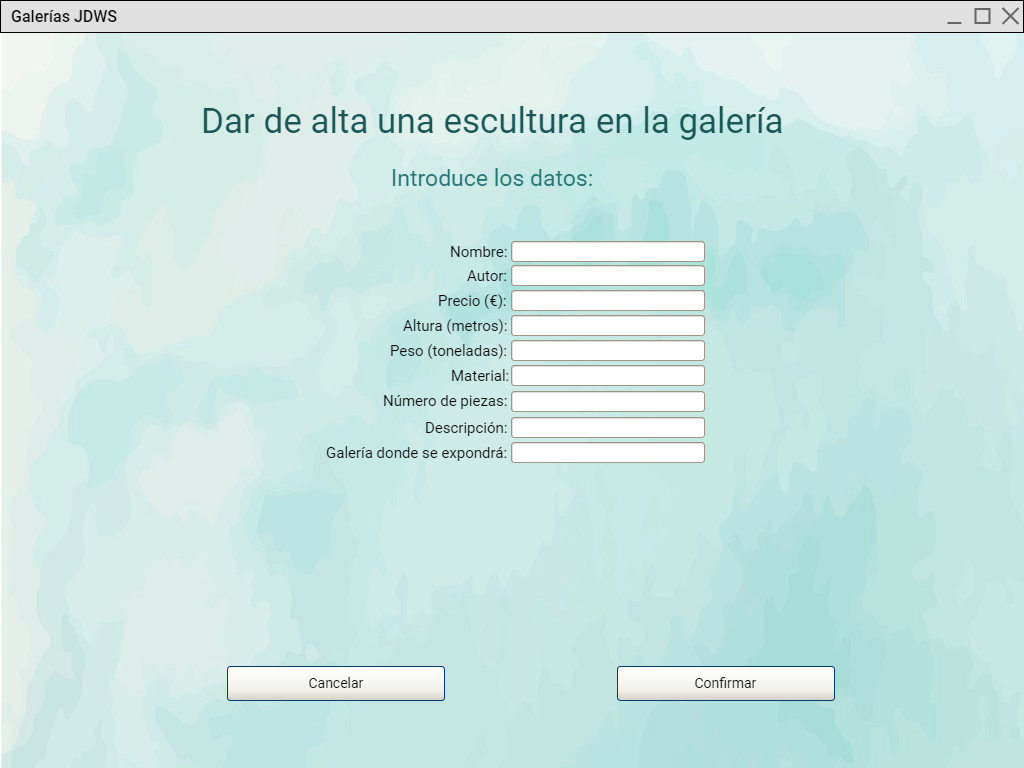 Galerías JDWS
Dar de alta una escultura en la galería
Introduce los datos:
Nombre:
Autor:
Precio (€):
Altura (metros):
Peso (toneladas):
Material:
Número de piezas:
Descripción:
Galería donde se expondrá:
Cancelar
Confirmar